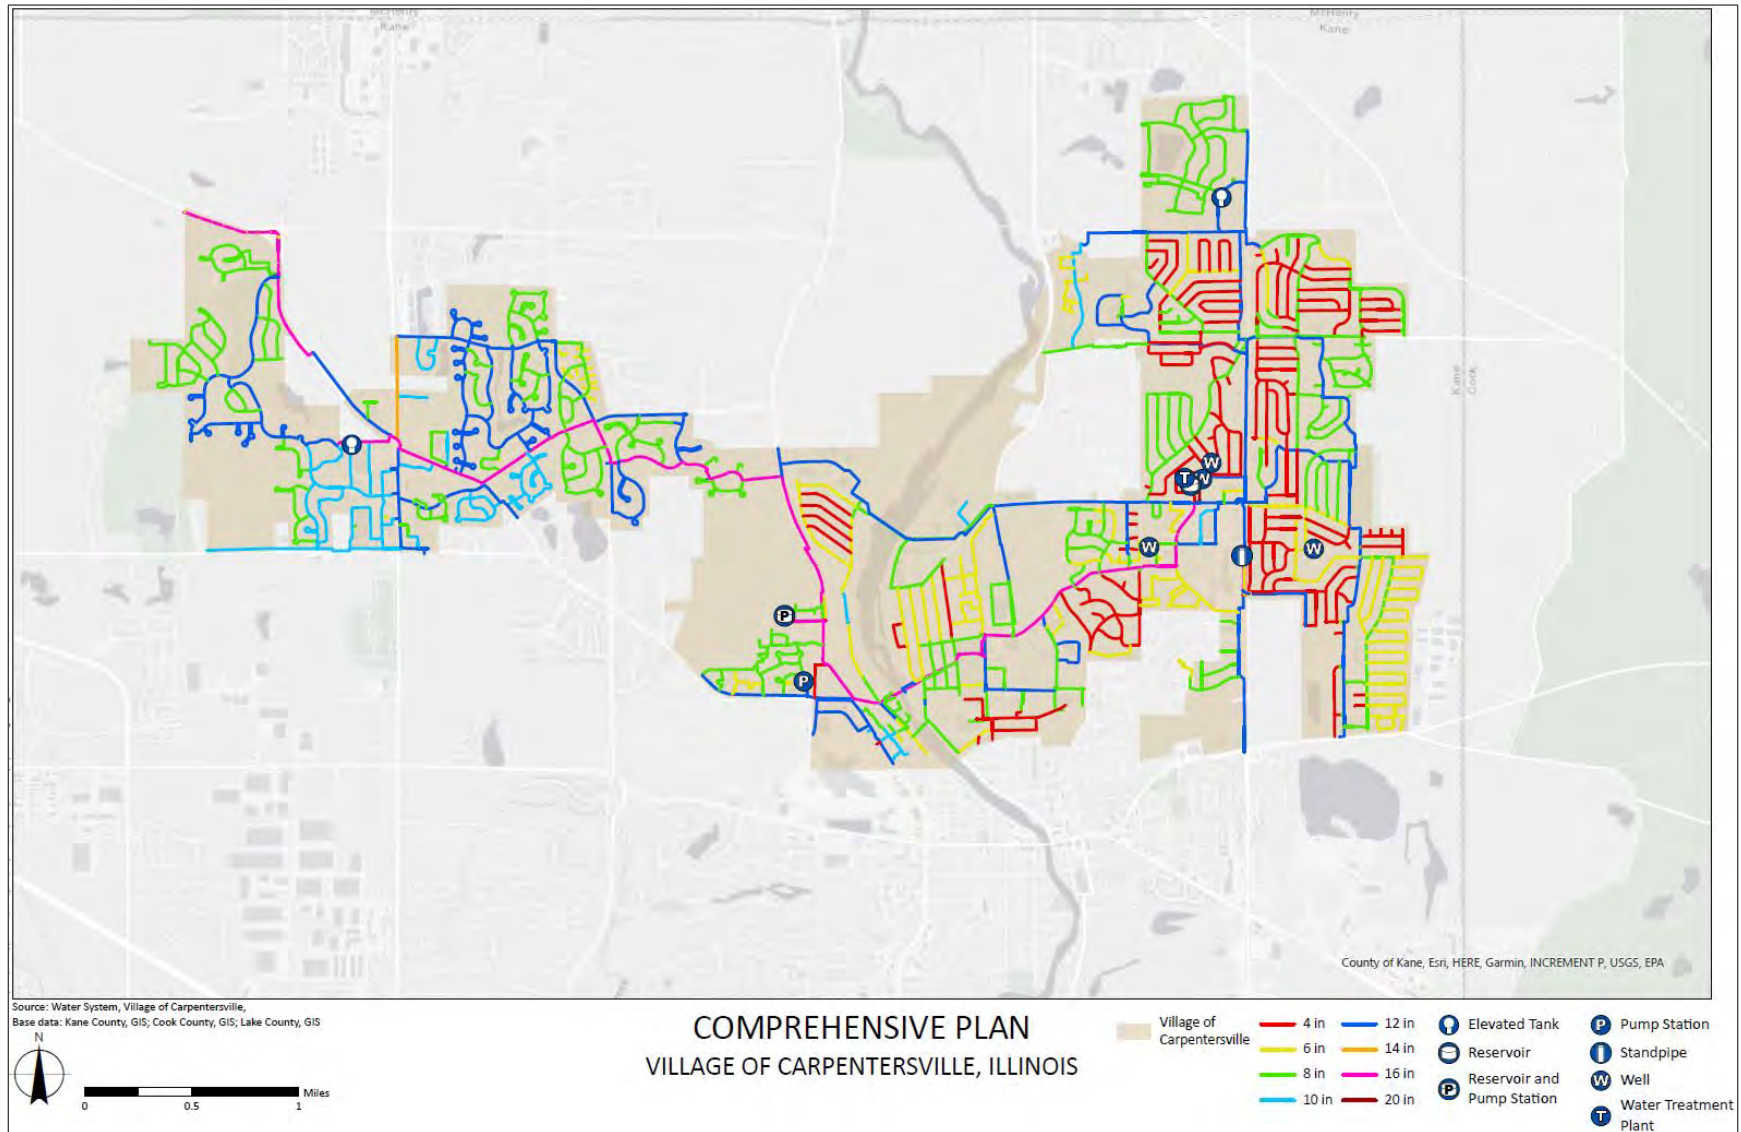 McHenry
Kane
McHenry
Kane
Kane
Cook
T
W
W
W
W
P
P
County of Kane, Esri, HERE, Garmin, INCREMENT P, USGS, EPA
Source: Water System, Village of Carpentersville,
Base data: Kane County, GIS; Cook County, GIS; Lake County, GIS
N
0 0.5 1 Miles
COMPREHENSIVE PLAN
VILLAGE OF CARPENTERSVILLE, ILLINOIS
Village of
Carpentersville
4 in
6 in
8 in
10 in
12 in
14 in
16 in
20 in
Elevated Tank
Reservoir
P Reservoir and
Pump Station
P Pump Station
Standpipe
W Well
T Water Treatment
Plant